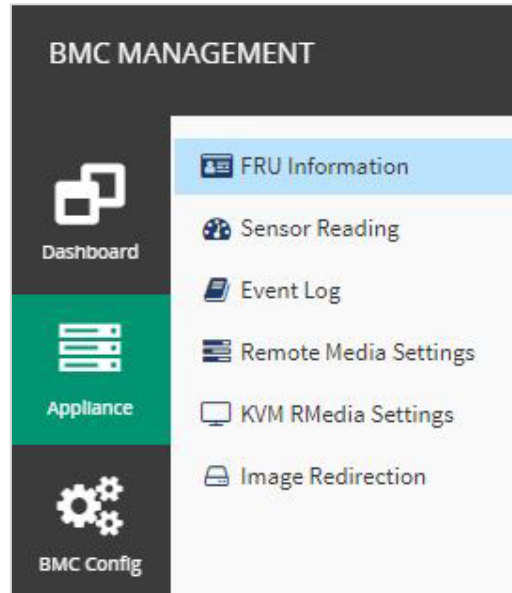 BMC MANAGEMENT
Dashboard
Appliance
BMC Config
FRU Information
Sensor Reading
Event Log
Remote Media Settings
KVM RMedia Settings
Image Redirection